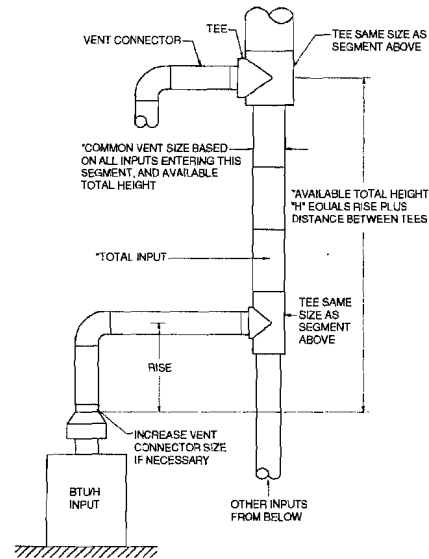 TEE
VENT CONNECTOR
TEE SAME SIZE AS
SEGMENT ABOVE
*COMMON VENT SIZE BASED
ON ALL INPUTS ENTERING THIS
SEGMENT, AND AVAILABLE
TOTAL HEIGHT
*AVAILABLE TOTAL HEIGHT
"H" EQUALS RISE PLUS
DISTANCE BETWEEN TEES
*TOTAL INPUT
TEE SAME
SIZE AS
SEGMENT
ABOVE
RISE
INCREASE VENT
CONNECTOR SIZE
IF NECESSARY
BTU/H
INPUT
OTHER INPUTS
FROM BELOW